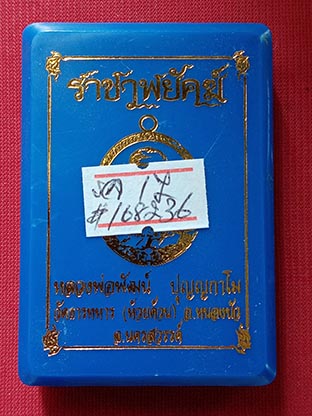 ราชาพยัคฆ์
#168236
หลวงพ่อพัฒน์ ปุญญกาโม
วัดธารทหาร (ห้วยด้วน) อ.หนองบัว
จ.นครสวรรค์